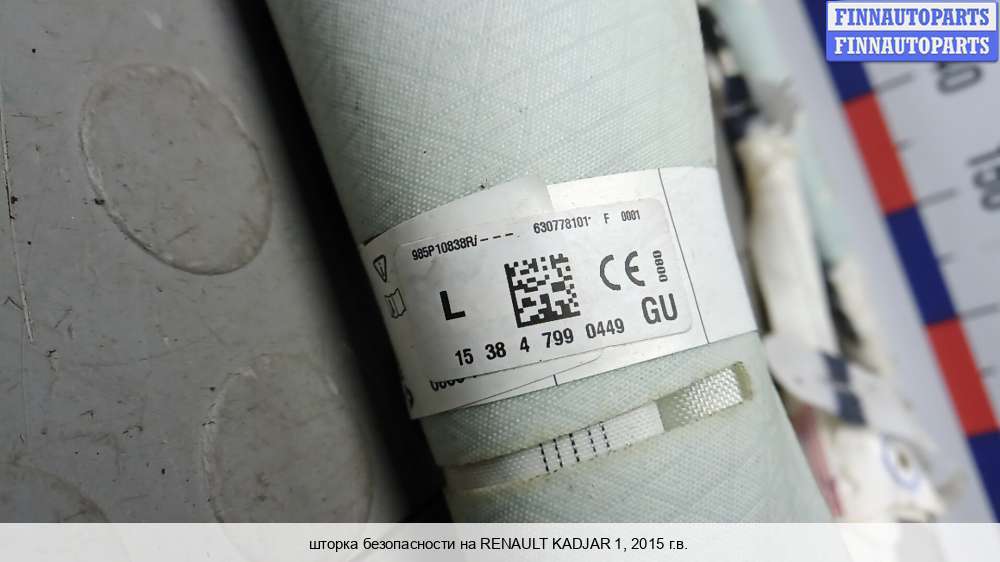 FINNAUTOPARTS
FINNAUTOPARTS
985P10838R/--- 630778101 F 0001
L
CE 0080
GU
15 38 4 799 0449
шторка безопасности на RENAULT KADJAR 1, 2015 г.в.